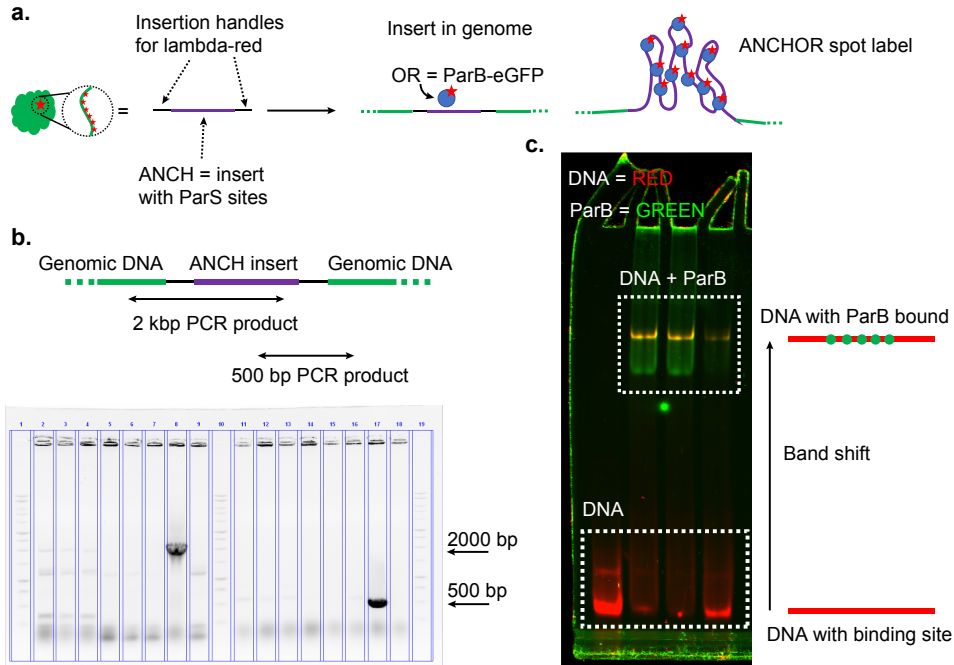 a.
Insertion handles
for lambda-red
=
ANCH = insert
with ParS sites
Insert in genome
OR = ParB-eGFP
ANCHOR spot label
b.
Genomic DNA
ANCH insert
Genomic DNA
2 kbp PCR product
500 bp PCR product
1 2 3 4 5 6 7 8 9 10 11 12 13 14 15 16 17 18 19
2000 bp
500 bp
c.
DNA = RED
ParB = GREEN
DNA + ParB
DNA
DNA with ParB bound
Band shift
DNA with binding site